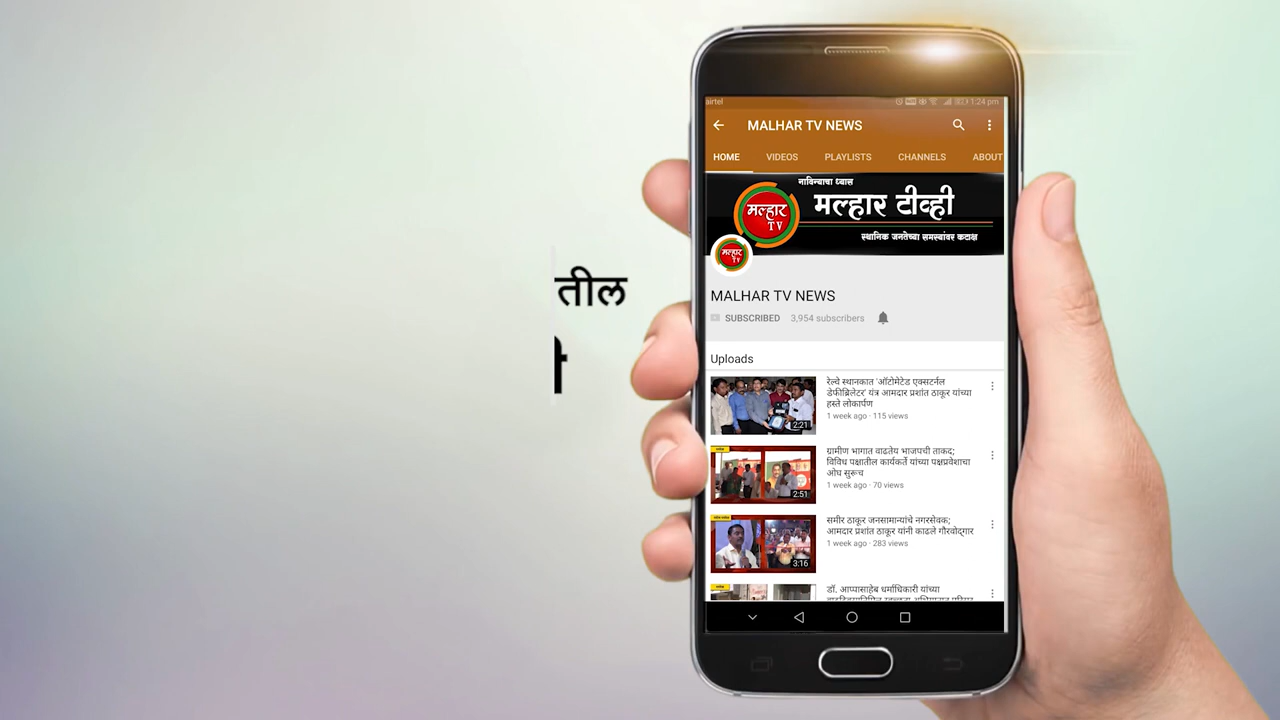 तील
airtel
1:24 pm
MALHAR TV NEWS
HOME VIDEOS PLAYLISTS CHANNELS ABOUT
नाविन्याचा ध्यास
मल्हार TV
मल्हार टीव्ही
स्थानिक जनतेच्या समस्यांवर कटाक्ष
मल्हार TV
MALHAR TV NEWS
SUBSCRIBED 3,954 subscribers
Uploads
रेल्वे स्थानकात 'ऑटोमेटेड एक्सटर्नल
डेफीब्रिलेटर' यंत्र आमदार प्रशांत ठाकूर यांच्या
हस्ते लोकार्पण
1 week ago · 115 views
2:21
ग्रामीण भागात वाढतेय भाजपची ताकद;
विविध पक्षातील कार्यकर्ते यांच्या पक्षप्रवेशाचा
ओघ सुरूच
1 week ago · 70 views
2:51
समीर ठाकूर जनसामान्यांचे नगरसेवक;
आमदार प्रशांत ठाकूर यांनी काढले गौरवोद्गार
1 week ago · 283 views
3:16
डॉ. आप्पासाहेब धर्माधिकारी यांच्या